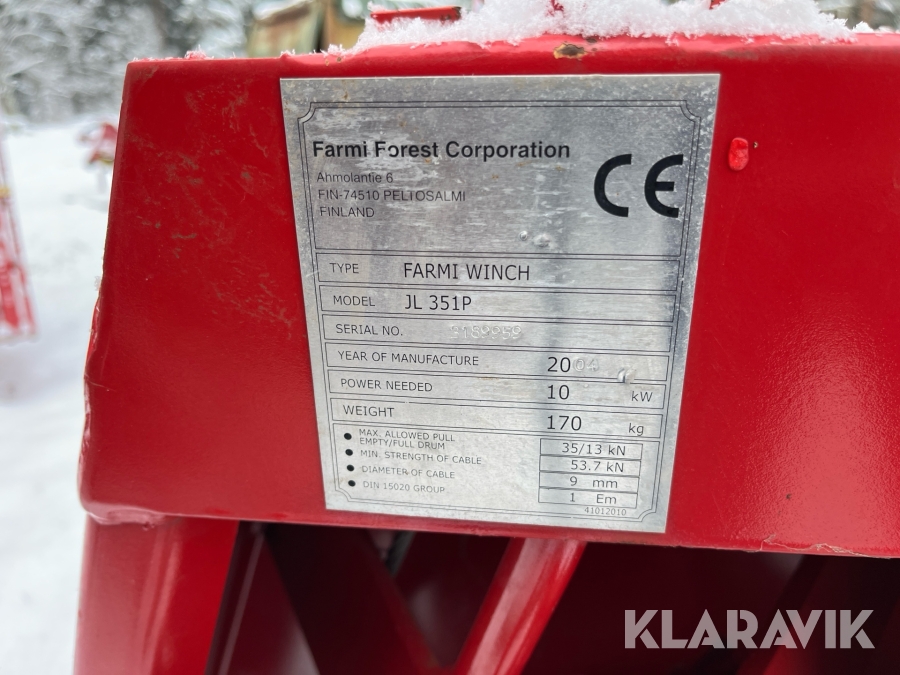 Farmi Forest Corporation
Ahmolantie 6
FIN-74510 PELTOSALMI
FINLAND
CE
TYPE FARMI WINCH
MODEL JL 351P
SERIAL NO.
YEAR OF MANUFACTURE 2004
POWER NEEDED 10 kW
WEIGHT 170 kg
• MAX. ALLOWED PULL
EMPTY/FULL DRUM 35/13 kN
• MIN. STRENGTH OF CABLE 53.7 kN
• DIAMETER OF CABLE 9 mm
• DIN 15020 GROUP 1 Em
41012010
KLARAVIK